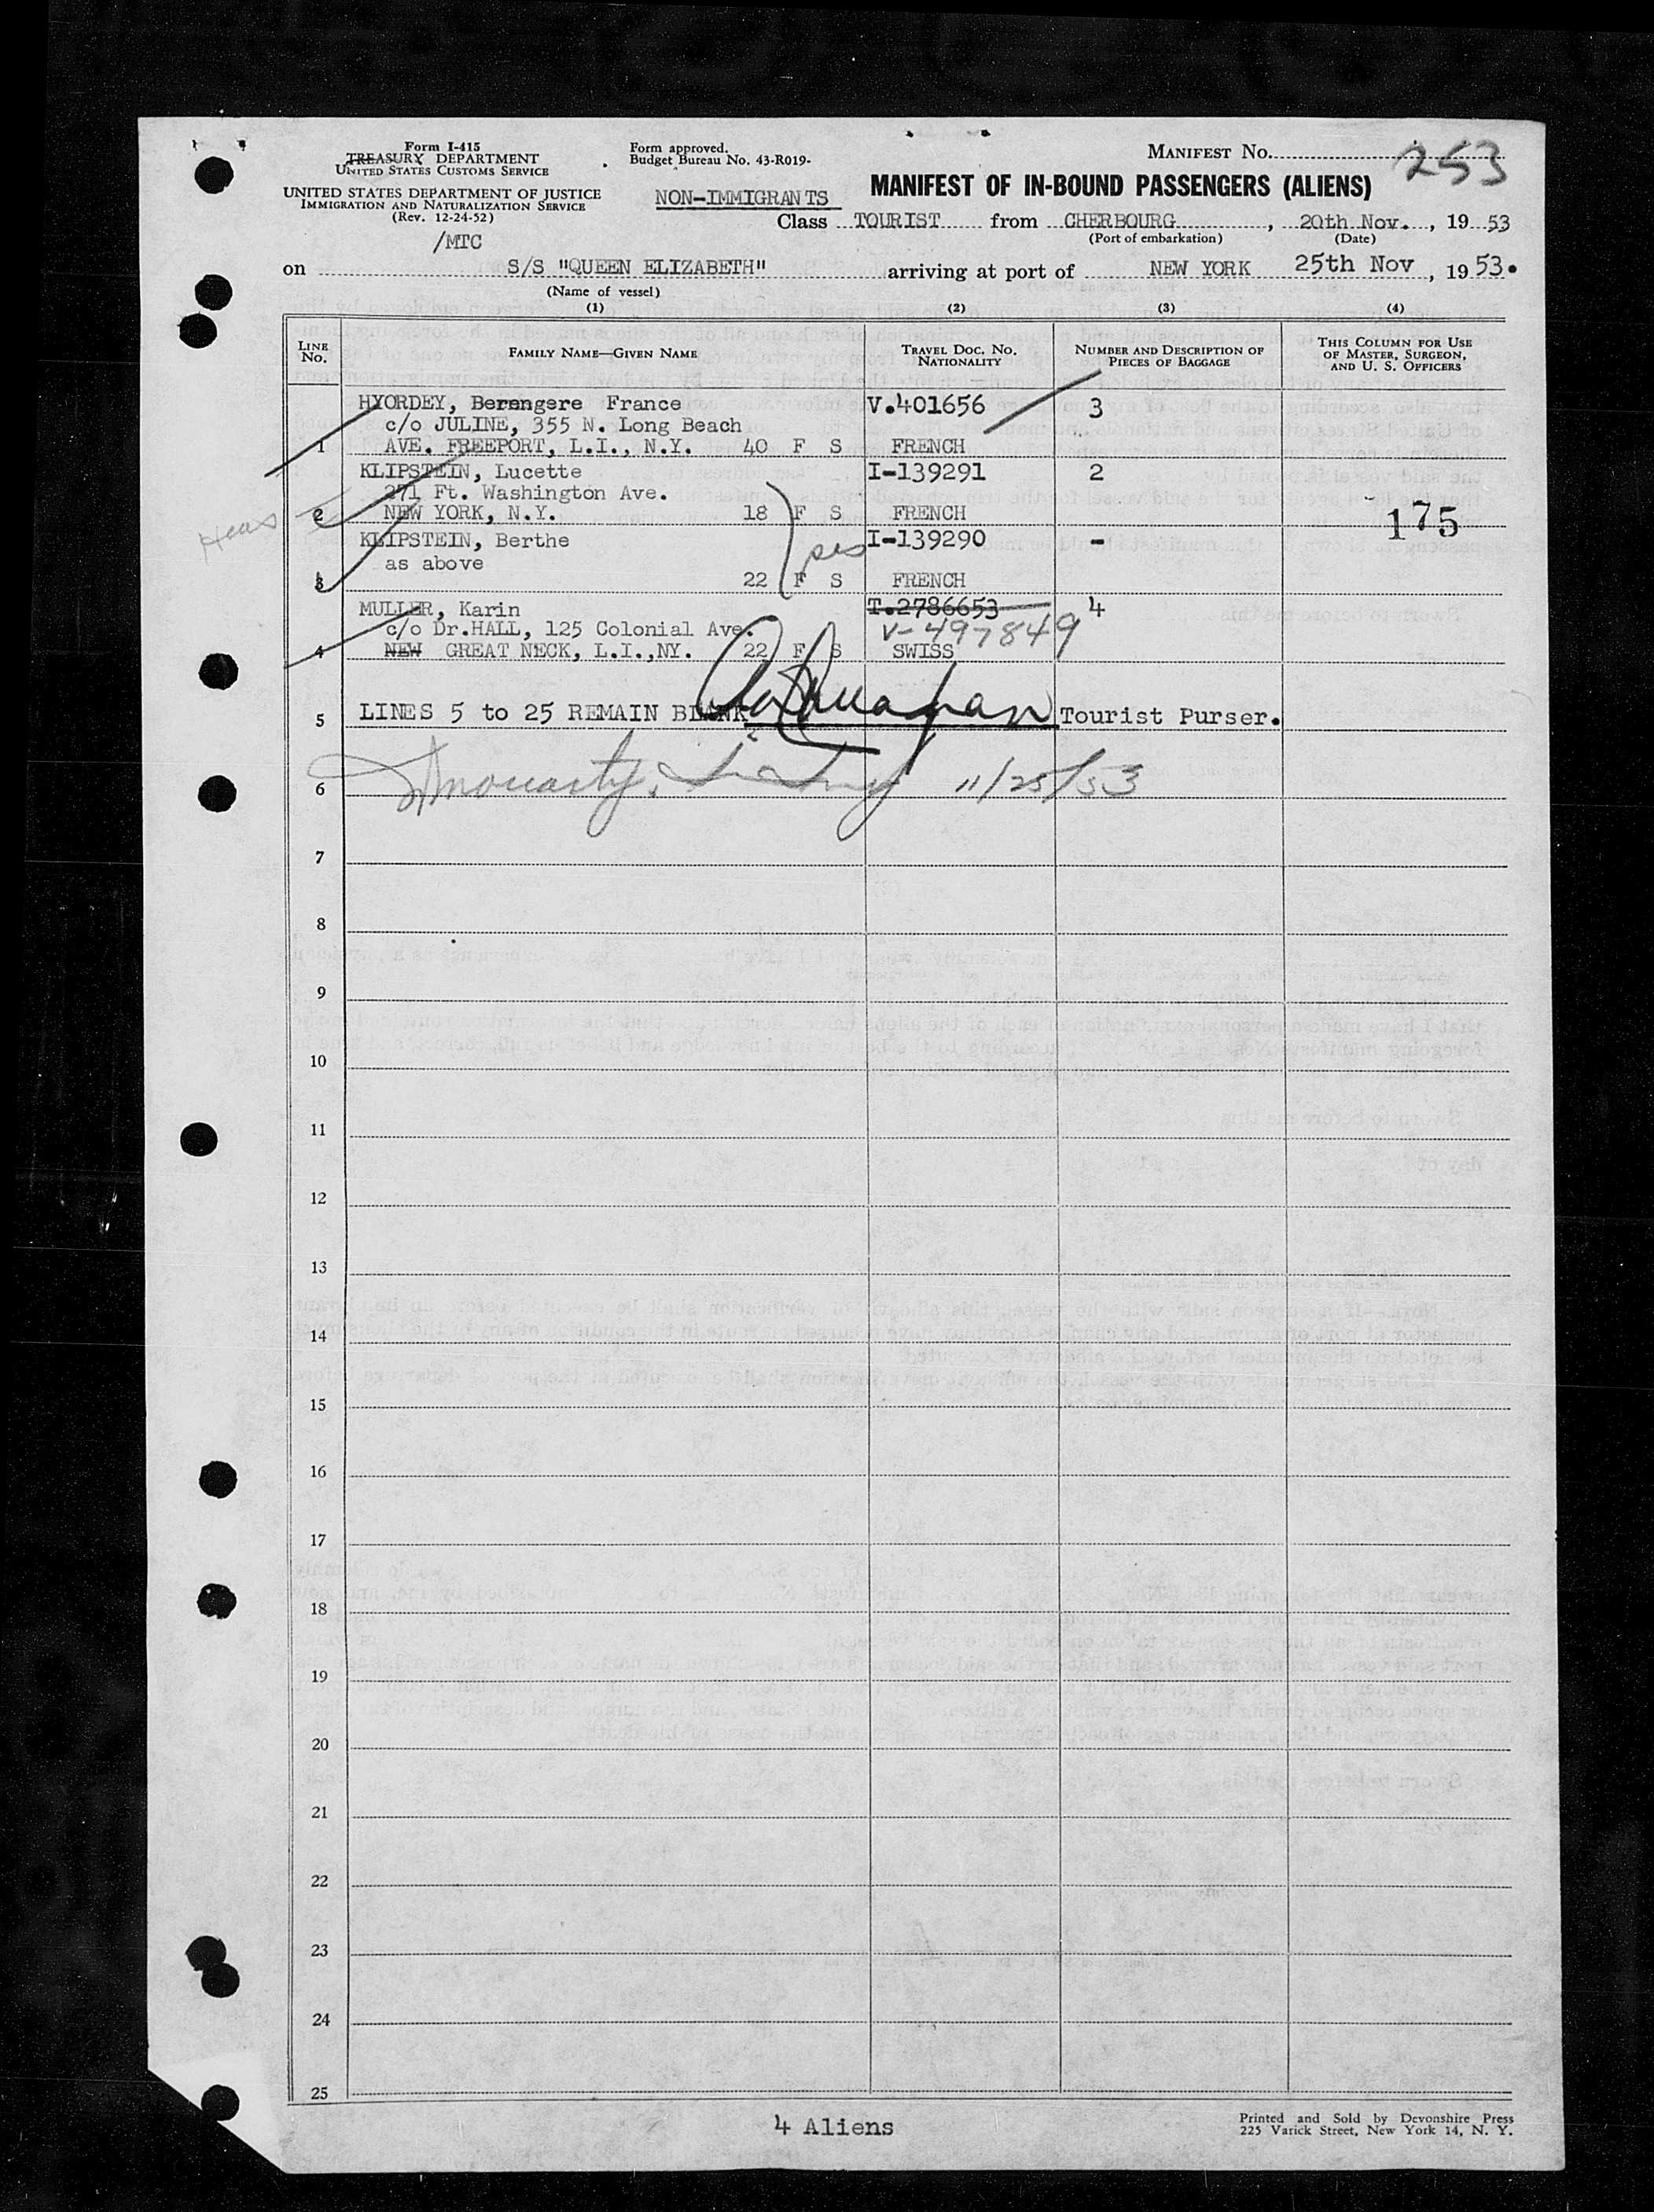 Form I-415
TREASURY DEPARTMENT
UNITED STATES CUSTOMS SERVICE
UNITED STATES DEPARTMENT OF JUSTICE
IMMIGRATION AND NATURALIZATION SERVICE
(Rev. 12-24-52)
/MTC
Form approved.
Budget Bureau No. 43-R019-
NON-IMMIGRANTS
MANIFEST No. 253
MANIFEST OF IN-BOUND PASSENGERS (ALIENS)
Class TOURIST from CHERBOURG, 20th Nov., 19 53
(Port of embarkation) (Date)
on S/S "QUEEN ELIZABETH" arriving at port of NEW YORK 25th Nov, 19 53.
(Name of vessel)
(1) (2) (3) (4)
LINE No. FAMILY NAME—GIVEN NAME TRAVEL DOC. No. NATIONALITY NUMBER AND DESCRIPTION OF PIECES OF BAGGAGE THIS COLUMN FOR USE OF MASTER, SURGEON, AND U. S. OFFICERS
HYORDEY, Berengere France V.401656 3
c/o JULINE, 355 N. Long Beach
1 AVE. FREEPORT, L.I., N.Y. 40 F S FRENCH
KLIPSTEIN, Lucette I-139291 2
271 Ft. Washington Ave.
2 NEW YORK, N.Y. 18 F S FRENCH 175
KLIPSTEIN, Berthe I-139290 -
as above
3 22 F S FRENCH
MULLER, Karin T.2786653 4
c/o Dr.HALL, 125 Colonial Ave. V-497849
4 NEW GREAT NECK, L.I.,NY. 22 F S SWISS
5 LINES 5 to 25 REMAIN BLANK Tourist Purser.
6 11/25/53
7
8
9
10
11
12
13
14
15
16
17
18
19
20
21
22
23
24
25
4 Aliens
Printed and Sold by Devonshire Press
225 Varick Street, New York 14, N. Y.